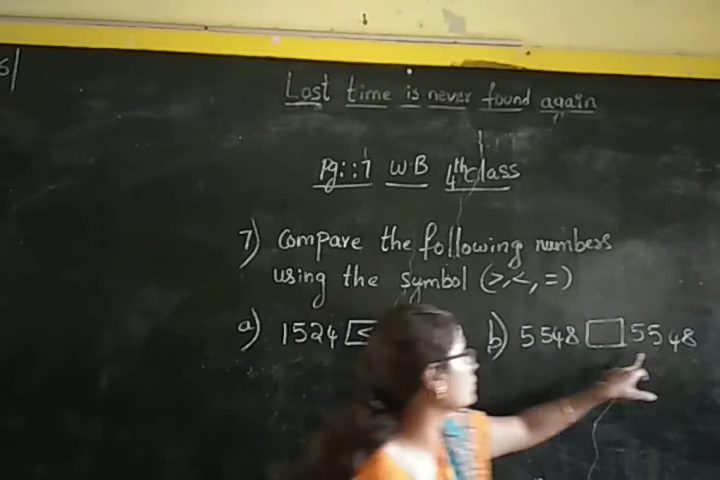 Lost time is never found again
Pg::7 W.B 4th class
7) Compare the following numbers
using the symbol (>,<,=)
a) 1524 < b) 5548 5548